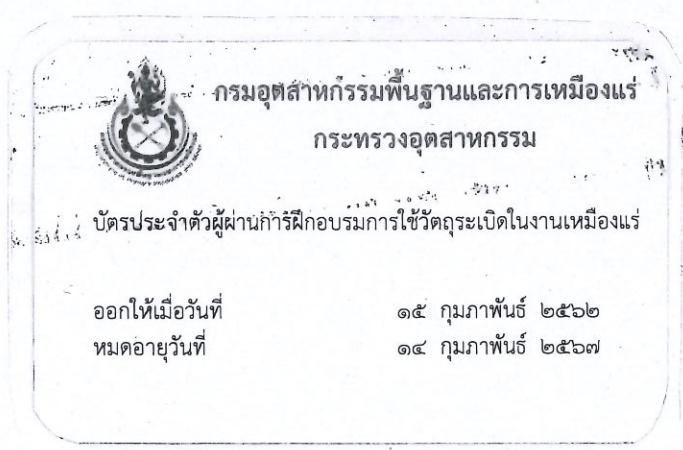 กรมอุตสาหกรรมพื้นฐานและการเหมืองแร่
กระทรวงอุตสาหกรรม
บัตรประจำตัวผู้ผ่านการฝึกอบรมการใช้วัตถุระเบิดในงานเหมืองแร่
ออกให้เมื่อวันที่ ๑๕ กุมภาพันธ์ ๒๕๖๒
หมดอายุวันที่ ๑๔ กุมภาพันธ์ ๒๕๖๗